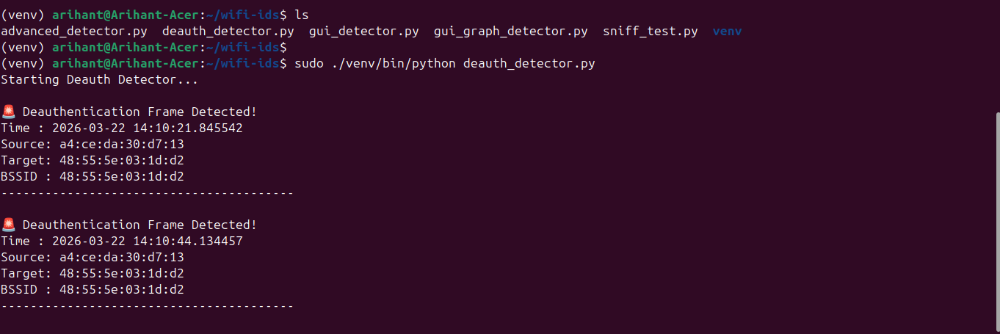 (venv) arihant@Arihant-Acer:~/wifi-ids$ ls
advanced_detector.py  deauth_detector.py  gui_detector.py  gui_graph_detector.py  sniff_test.py  venv
(venv) arihant@Arihant-Acer:~/wifi-ids$
(venv) arihant@Arihant-Acer:~/wifi-ids$ sudo ./venv/bin/python deauth_detector.py
Starting Deauth Detector...
🚨 Deauthentication Frame Detected!
Time : 2026-03-22 14:10:21.845542
Source: a4:ce:da:30:d7:13
Target: 48:55:5e:03:1d:d2
BSSID : 48:55:5e:03:1d:d2
----------------------------------------
🚨 Deauthentication Frame Detected!
Time : 2026-03-22 14:10:44.134457
Source: a4:ce:da:30:d7:13
Target: 48:55:5e:03:1d:d2
BSSID : 48:55:5e:03:1d:d2
----------------------------------------